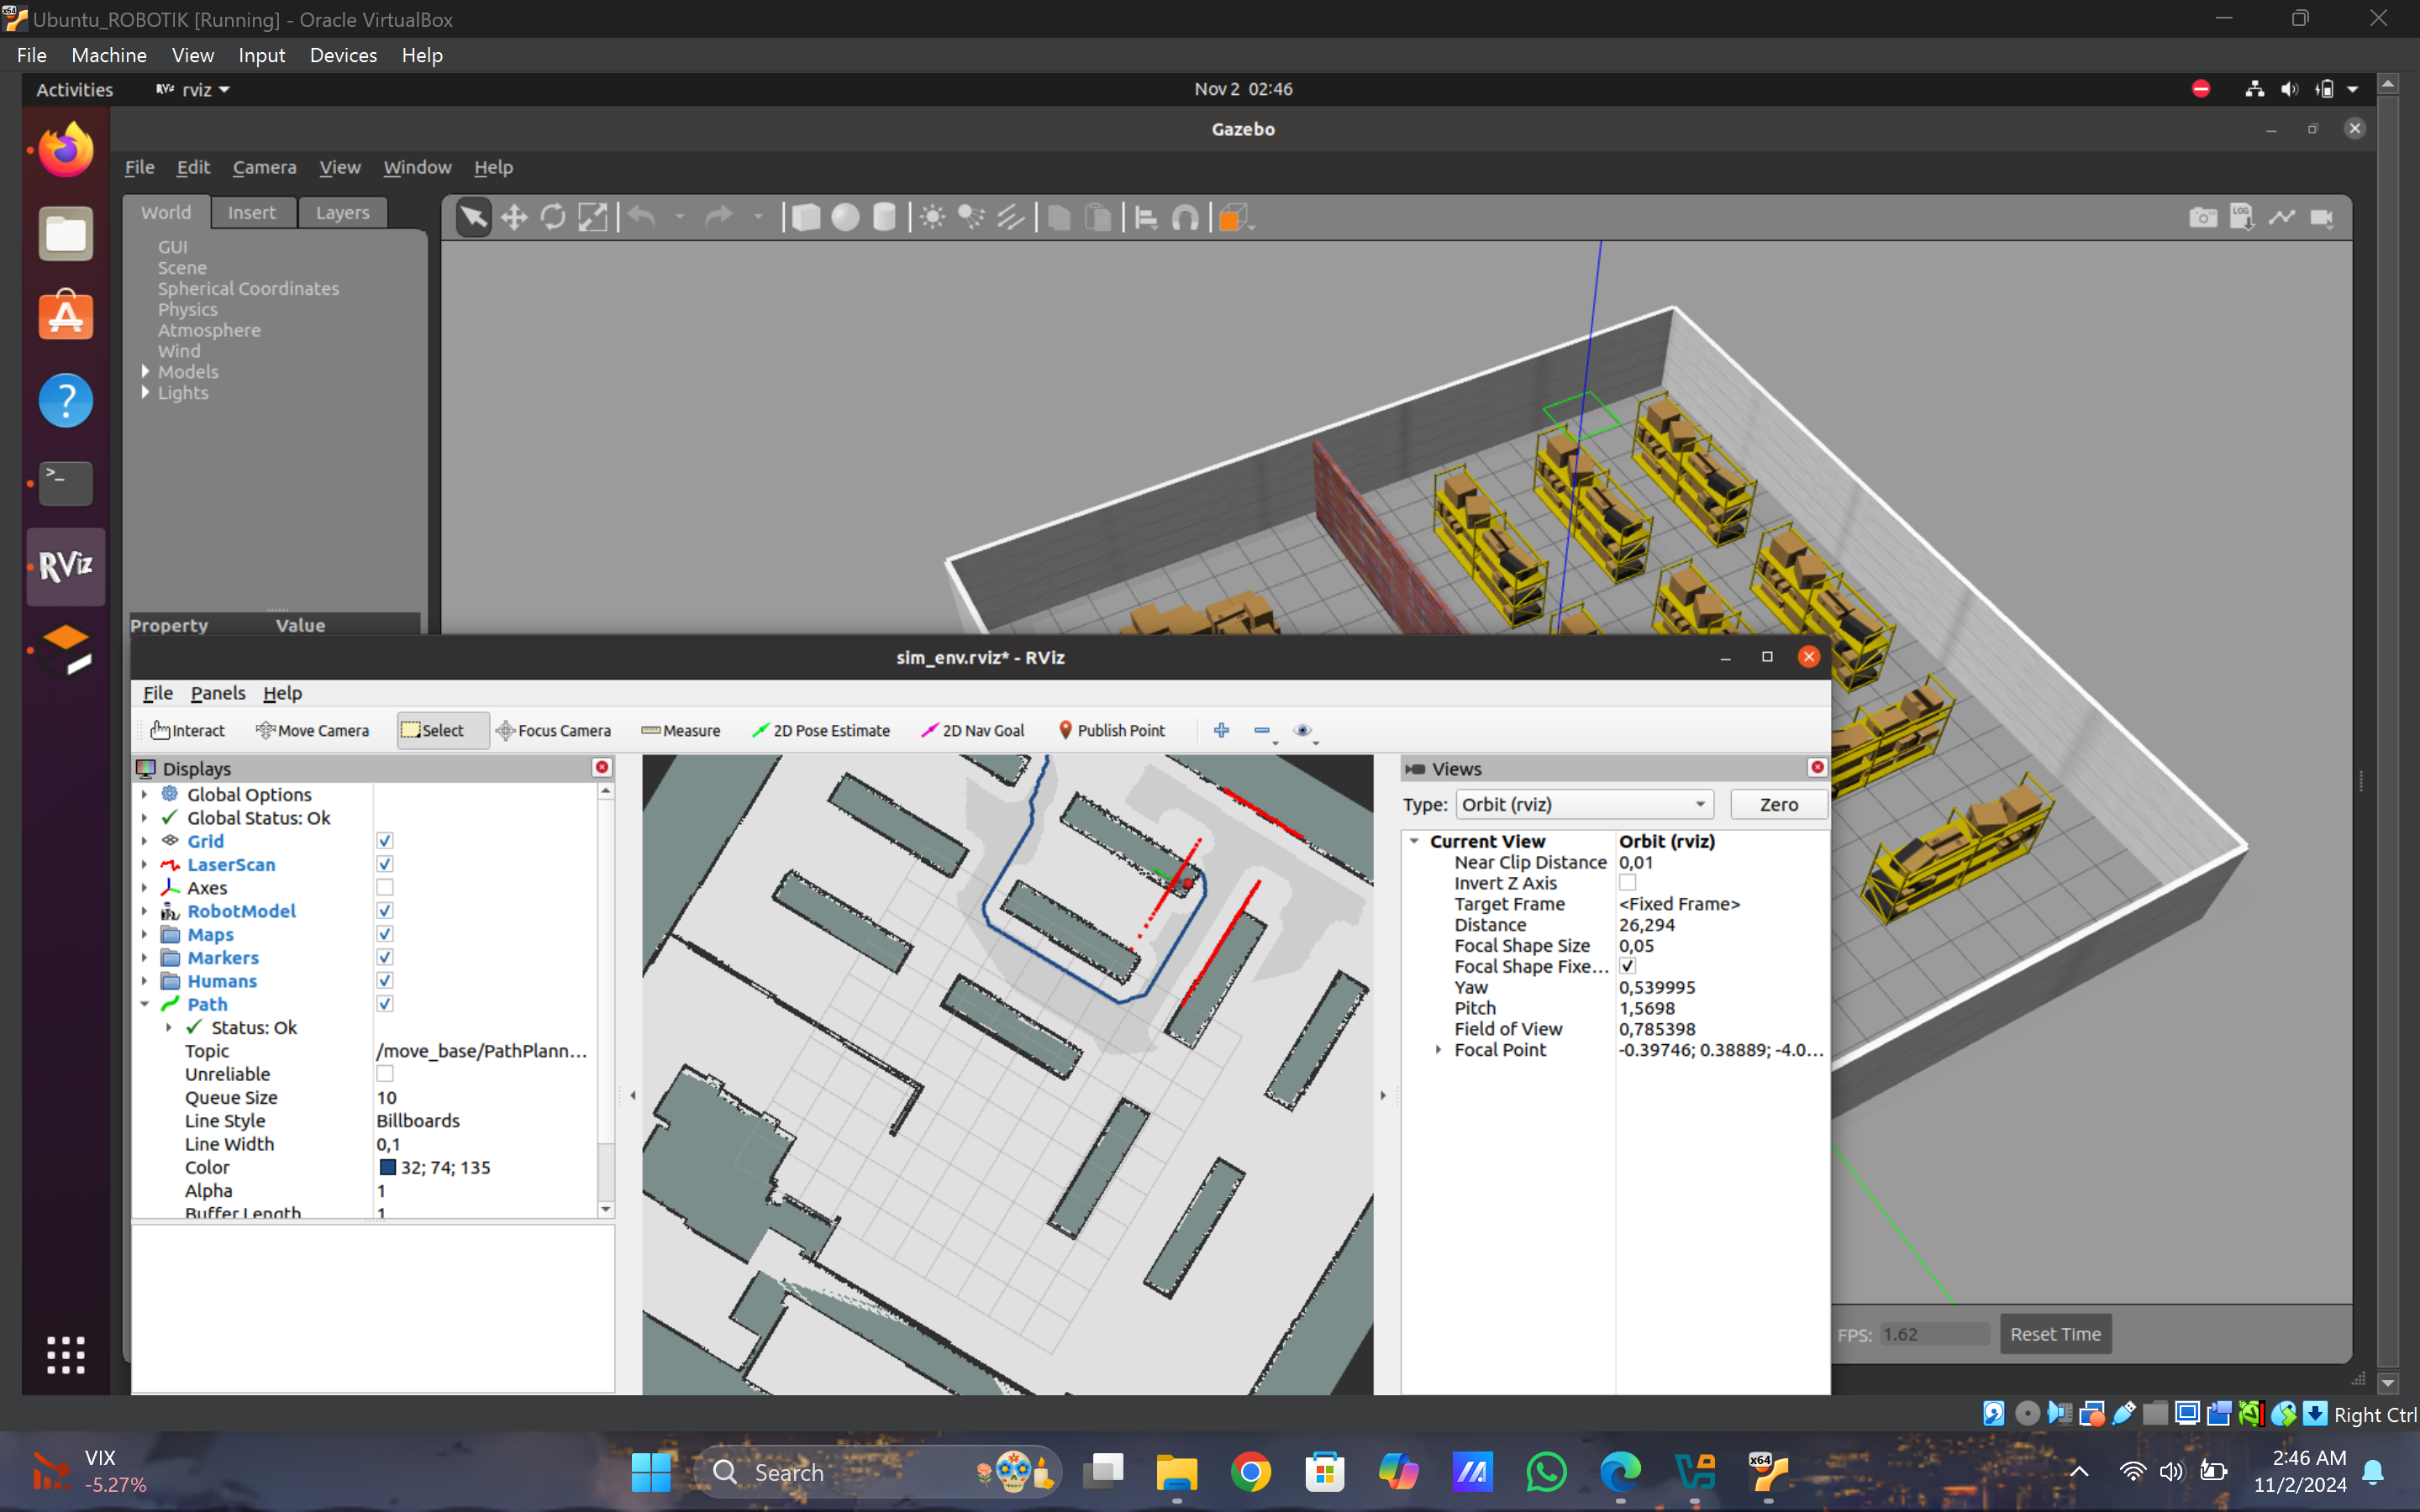 Ubuntu_ROBOTIK [Running] - Oracle VirtualBox
File Machine View Input Devices Help
Activities RViz rviz Nov 2 02:46
Gazebo
File Edit Camera View Window Help
World Insert Layers
GUI
Scene
Spherical Coordinates
Physics
Atmosphere
Wind
Models
Lights
Property Value
RViz
sim_env.rviz* - RViz
File Panels Help
Interact Move Camera Select Focus Camera Measure 2D Pose Estimate 2D Nav Goal Publish Point
Displays
Global Options
Global Status: Ok
Grid
LaserScan
Axes
RobotModel
Maps
Markers
Humans
Path
Status: Ok
Topic /move_base/PathPlann...
Unreliable
Queue Size 10
Line Style Billboards
Line Width 0,1
Color 32; 74; 135
Alpha 1
Buffer Length 1
Views
Type: Orbit (rviz) Zero
Current View Orbit (rviz)
Near Clip Distance 0,01
Invert Z Axis
Target Frame <Fixed Frame>
Distance 26,294
Focal Shape Size 0,05
Focal Shape Fixe...
Yaw 0,539995
Pitch 1,5698
Field of View 0,785398
Focal Point -0.39746; 0.38889; -4.0...
FPS: 1.62 Reset Time
Right Ctrl
VIX
-5.27%
Search
x64
2:46 AM
11/2/2024